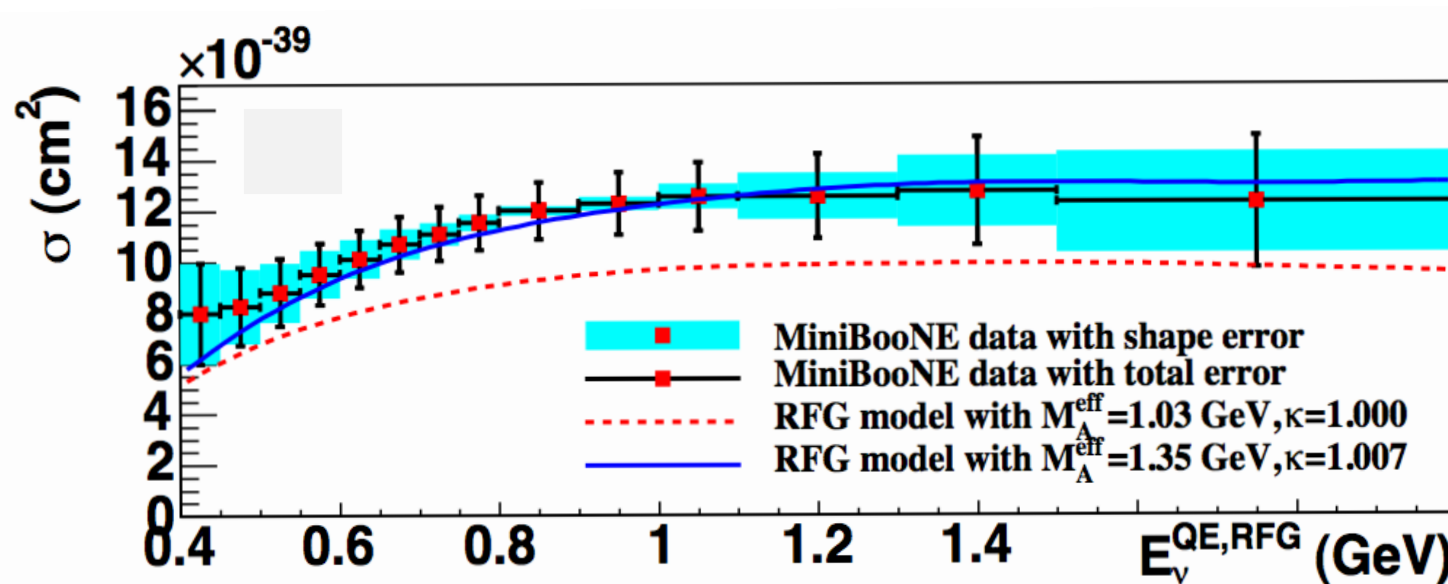 ×10⁻³⁹
σ (cm²)
16
14
12
10
8
6
4
2
0
MiniBooNE data with shape error
MiniBooNE data with total error
RFG model with M_A^eff=1.03 GeV,κ=1.000
RFG model with M_A^eff=1.35 GeV,κ=1.007
0.4 0.6 0.8 1 1.2 1.4
E_ν^QE,RFG (GeV)